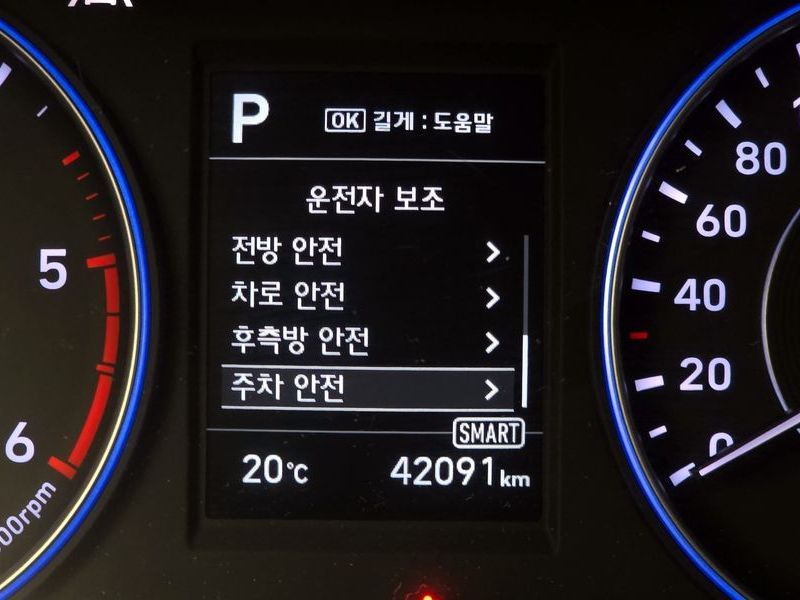 P
OK 길게 : 도움말
운전자 보조
전방 안전
차로 안전
후측방 안전
주차 안전
SMART
20°C 42091 km
5
6
00rpm
80
60
40
20
0